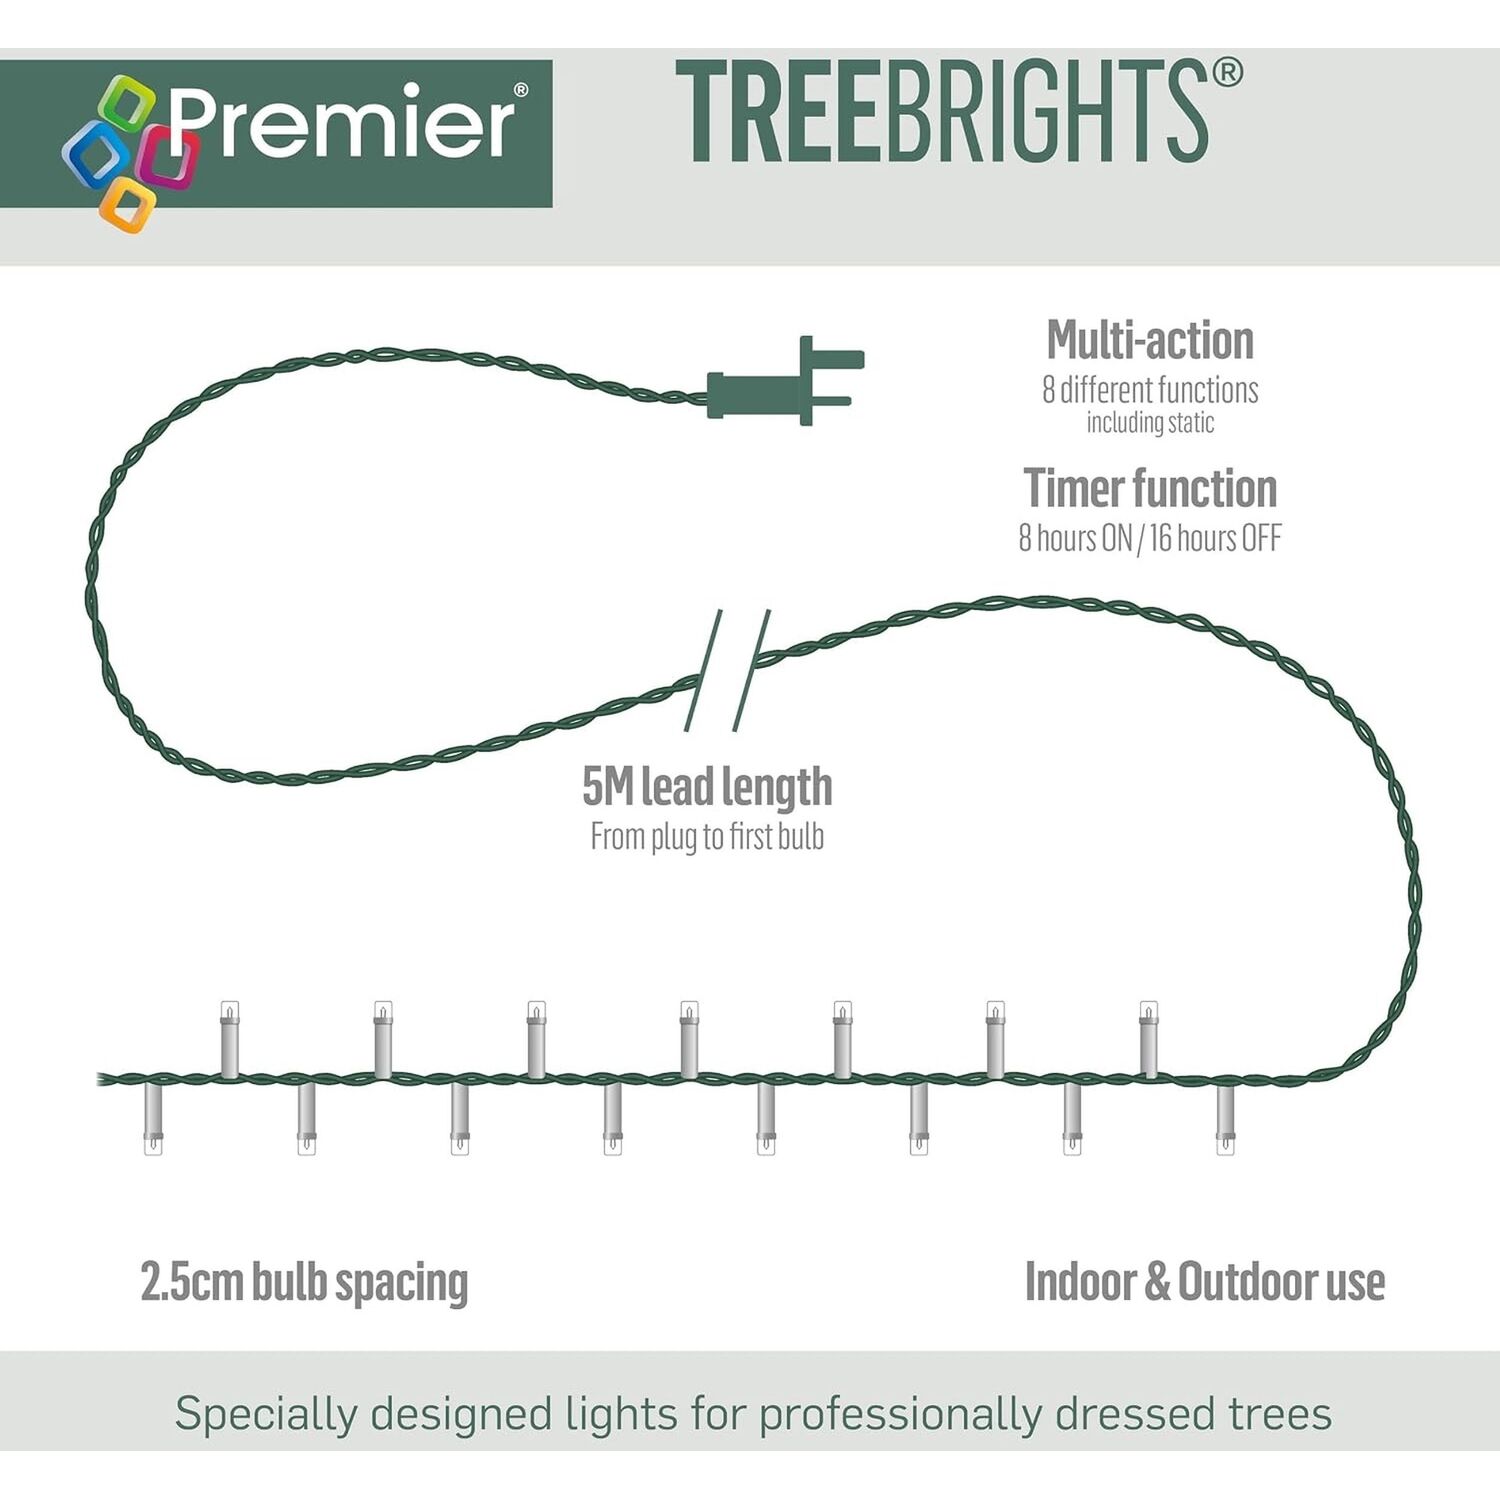 Premier®
TREEBRIGHTS®
Multi-action
8 different functions
including static
Timer function
8 hours ON / 16 hours OFF
5M lead length
From plug to first bulb
2.5cm bulb spacing
Indoor & Outdoor use
Specially designed lights for professionally dressed trees